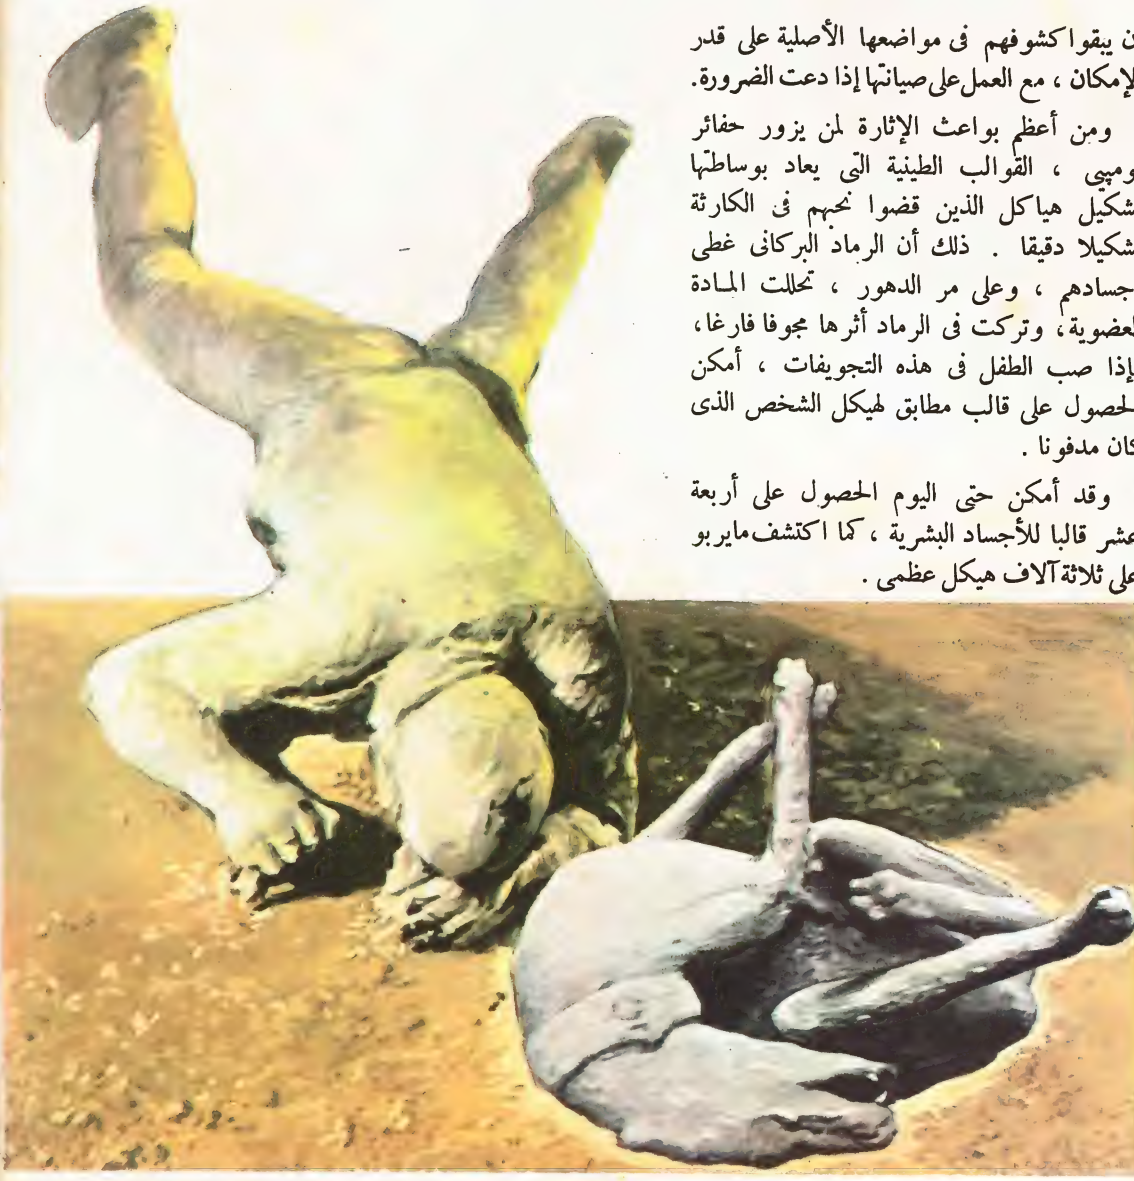 ن يبقوا كشوفهم فى مواضعها الأصلية على قدر
لإمكان ، مع العمل على صيانتها إذا دعت الضرورة.
ومن أعظم بواعث الإثارة لمن يزور حفائر
ومپيى ، القوالب الطينية التى يعاد بوساطتها
شكيل هياكل الذين قضوا نحبهم فى الكارثة
شكيلا دقيقا . ذلك أن الرماد البركانى غطى
جسادهم ، وعلى مر الدهور ، تحللت المادة
لعضوية ، وتركت فى الرماد أثرها مجوفا فارغا ،
إذا صب الطفل فى هذه التجويفات ، أمكن
لحصول على قالب مطابق لهيكل الشخص الذى
كان مدفونا .
وقد أمكن حتى اليوم الحصول على أربعة
عشر قالبا للأجساد البشرية ، كما اكتشف مايربو
على ثلاثة آلاف هيكل عظمى .